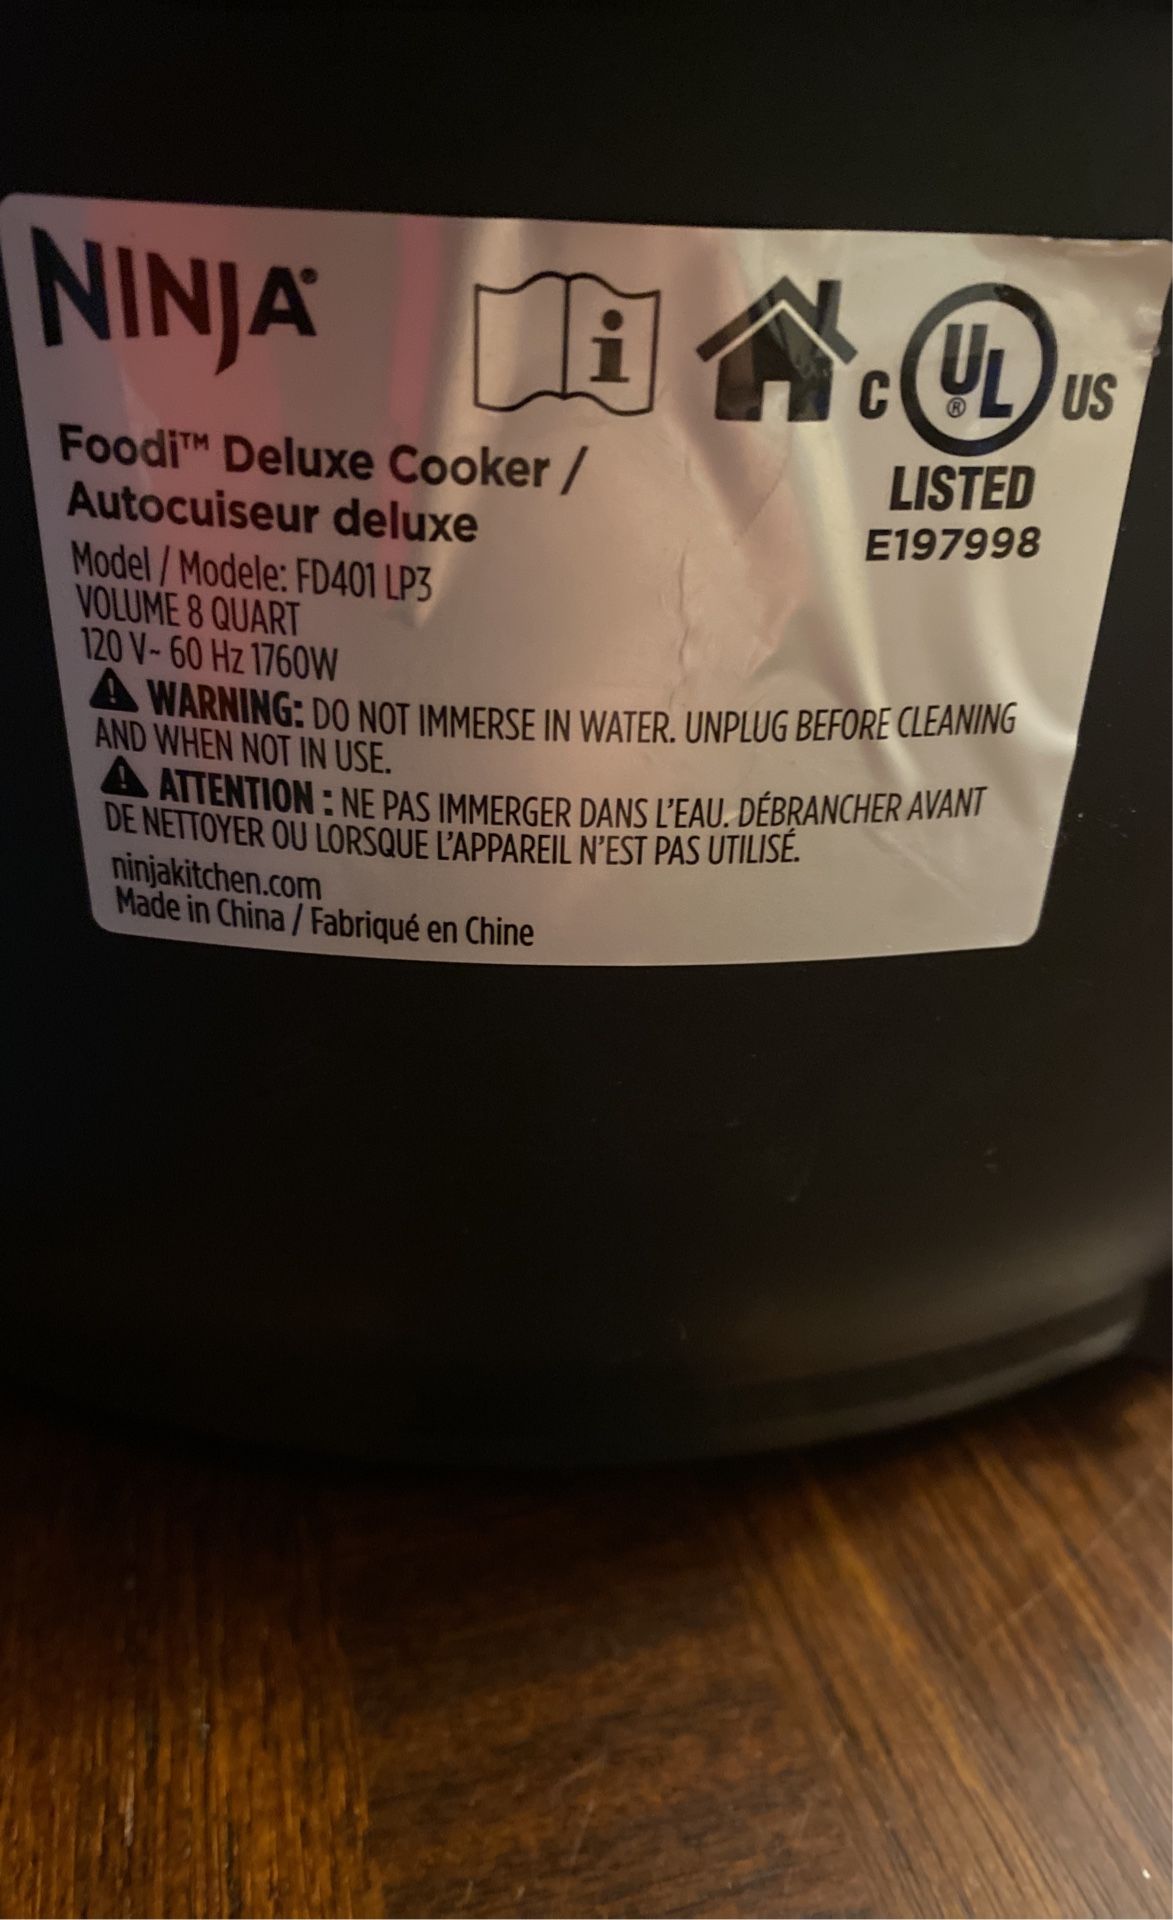 NINJA®
i
C UL® US
LISTED
E197998
Foodi™ Deluxe Cooker /
Autocuiseur deluxe
Model / Modele: FD401 LP3
VOLUME 8 QUART
120 V~ 60 Hz 1760W
WARNING: DO NOT IMMERSE IN WATER. UNPLUG BEFORE CLEANING
AND WHEN NOT IN USE.
ATTENTION : NE PAS IMMERGER DANS L'EAU. DÉBRANCHER AVANT
DE NETTOYER OU LORSQUE L'APPAREIL N'EST PAS UTILISÉ.
ninjakitchen.com
Made in China / Fabriqué en Chine